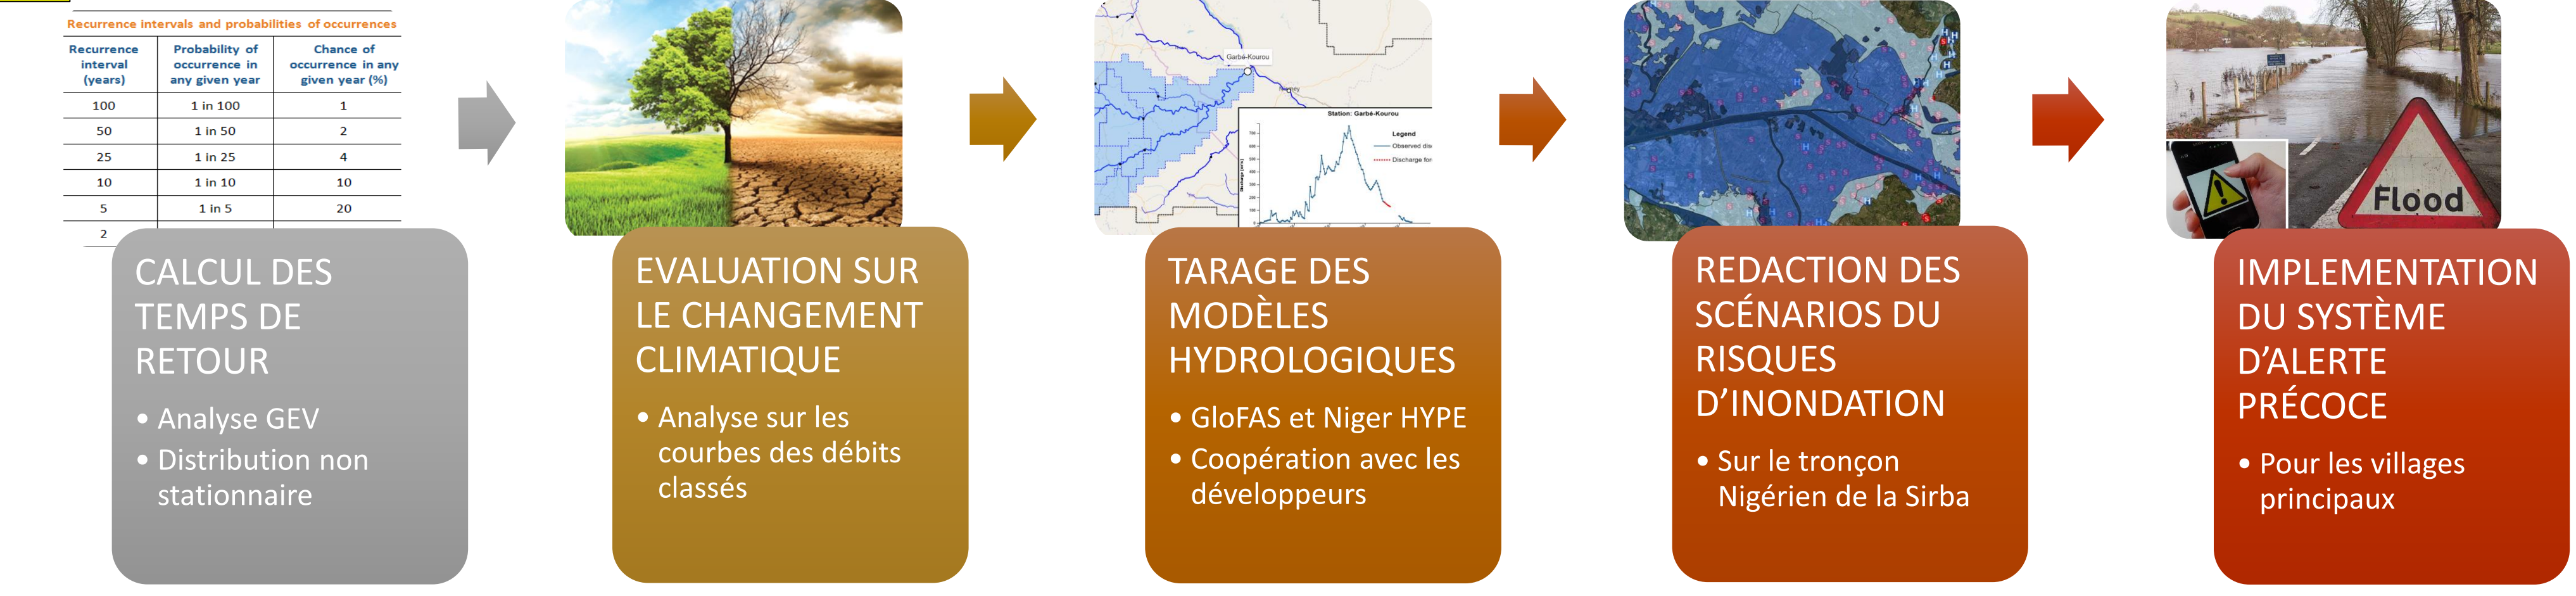 Recurrence intervals and probabilities of occurrences
Recurrence interval (years) Probability of occurrence in any given year Chance of occurrence in any given year (%)
100 1 in 100 1
50 1 in 50 2
25 1 in 25 4
10 1 in 10 10
5 1 in 5 20
2
CALCUL DES
TEMPS DE
RETOUR
• Analyse GEV
• Distribution non
stationnaire
EVALUATION SUR
LE CHANGEMENT
CLIMATIQUE
• Analyse sur les
courbes des débits
classés
Garbé-Kourou
Station: Garbé-Kourou
Legend
Observed dis
Discharge for
TARAGE DES
MODÈLES
HYDROLOGIQUES
• GloFAS et Niger HYPE
• Coopération avec les
développeurs
REDACTION DES
SCÉNARIOS DU
RISQUES
D’INONDATION
• Sur le tronçon
Nigérien de la Sirba
Flood
IMPLEMENTATION
DU SYSTÈME
D’ALERTE
PRÉCOCE
• Pour les villages
principaux